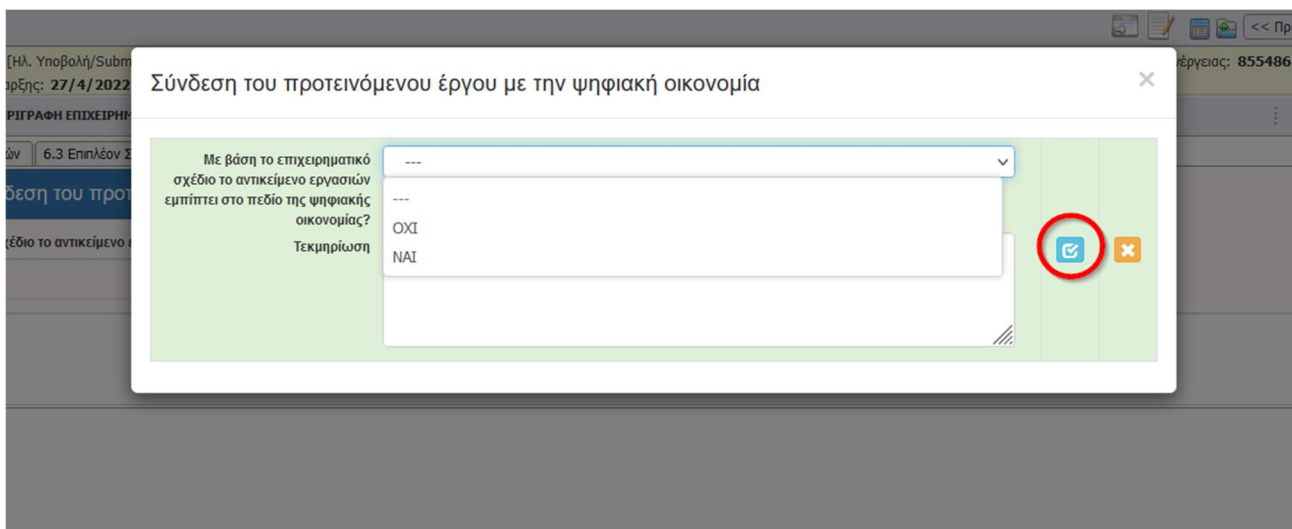 << Πρ
[Ηλ. Υποβολή/Subm
νέργειας: 855486
αρξης: 27/4/2022
ΡΙΓΡΑΦΗ ΕΠΙΧΕΙΡΗΜ
ών 6.3 Επιπλέον Σ
δεση του προτ
χέδιο το αντικείμενο ε
Σύνδεση του προτεινόμενου έργου με την ψηφιακή οικονομία ×
Με βάση το επιχειρηματικό
σχέδιο το αντικείμενο εργασιών
εμπίπτει στο πεδίο της ψηφιακής
οικονομίας?
---
---
ΟΧΙ
ΝΑΙ
Τεκμηρίωση